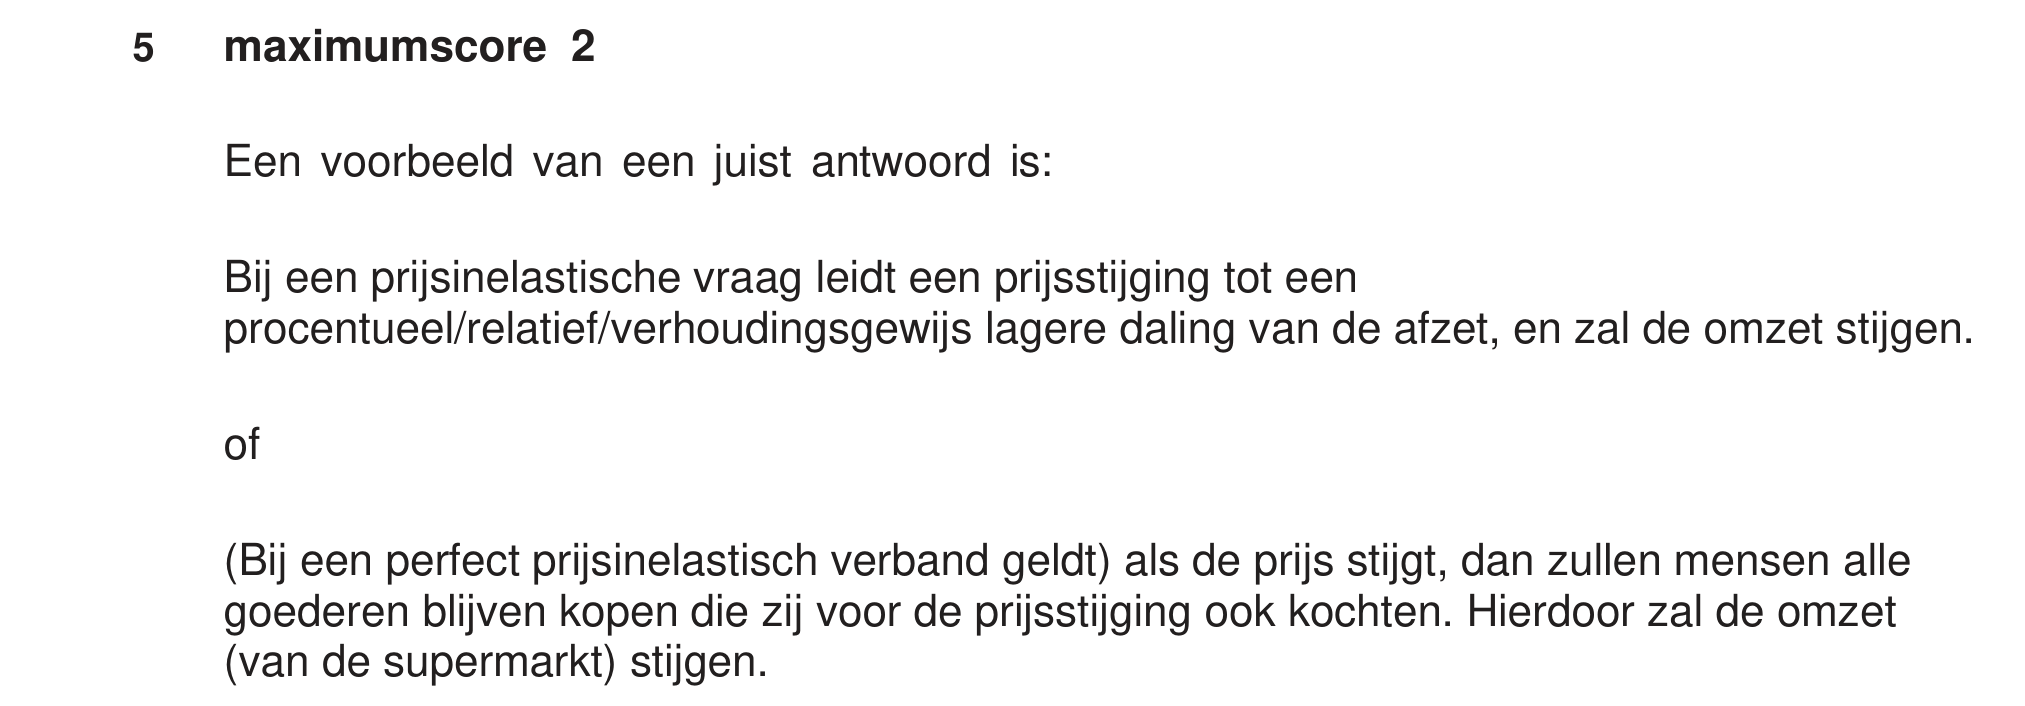 5 maximumscore 2
Een voorbeeld van een juist antwoord is:
Bij een prijsinelastische vraag leidt een prijsstijging tot een
procentueel/relatief/verhoudingsgewijs lagere daling van de afzet, en zal de omzet stijgen.
of
(Bij een perfect prijsinelastisch verband geldt) als de prijs stijgt, dan zullen mensen alle
goederen blijven kopen die zij voor de prijsstijging ook kochten. Hierdoor zal de omzet
(van de supermarkt) stijgen.